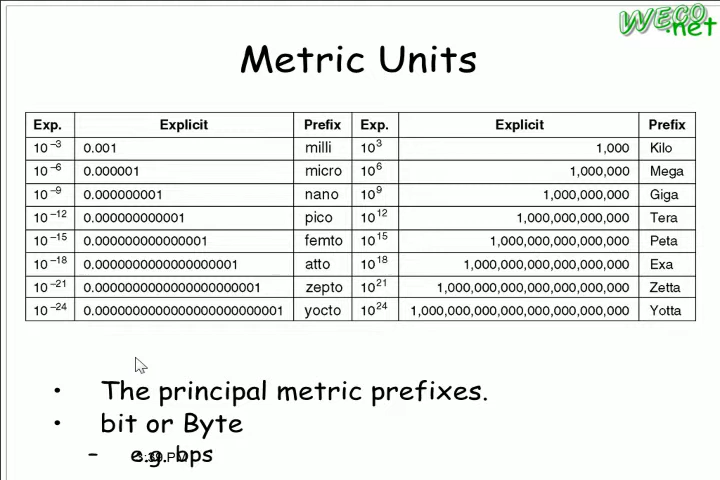 WECO
.net
Metric Units
Exp. Explicit Prefix Exp. Explicit Prefix
10⁻³ 0.001 milli 10³ 1,000 Kilo
10⁻⁶ 0.000001 micro 10⁶ 1,000,000 Mega
10⁻⁹ 0.000000001 nano 10⁹ 1,000,000,000 Giga
10⁻¹² 0.000000000001 pico 10¹² 1,000,000,000,000 Tera
10⁻¹⁵ 0.000000000000001 femto 10¹⁵ 1,000,000,000,000,000 Peta
10⁻¹⁸ 0.000000000000000001 atto 10¹⁸ 1,000,000,000,000,000,000 Exa
10⁻²¹ 0.000000000000000000001 zepto 10²¹ 1,000,000,000,000,000,000,000 Zetta
10⁻²⁴ 0.000000000000000000000001 yocto 10²⁴ 1,000,000,000,000,000,000,000,000 Yotta
• The principal metric prefixes.
• bit or Byte
– e.g. bps